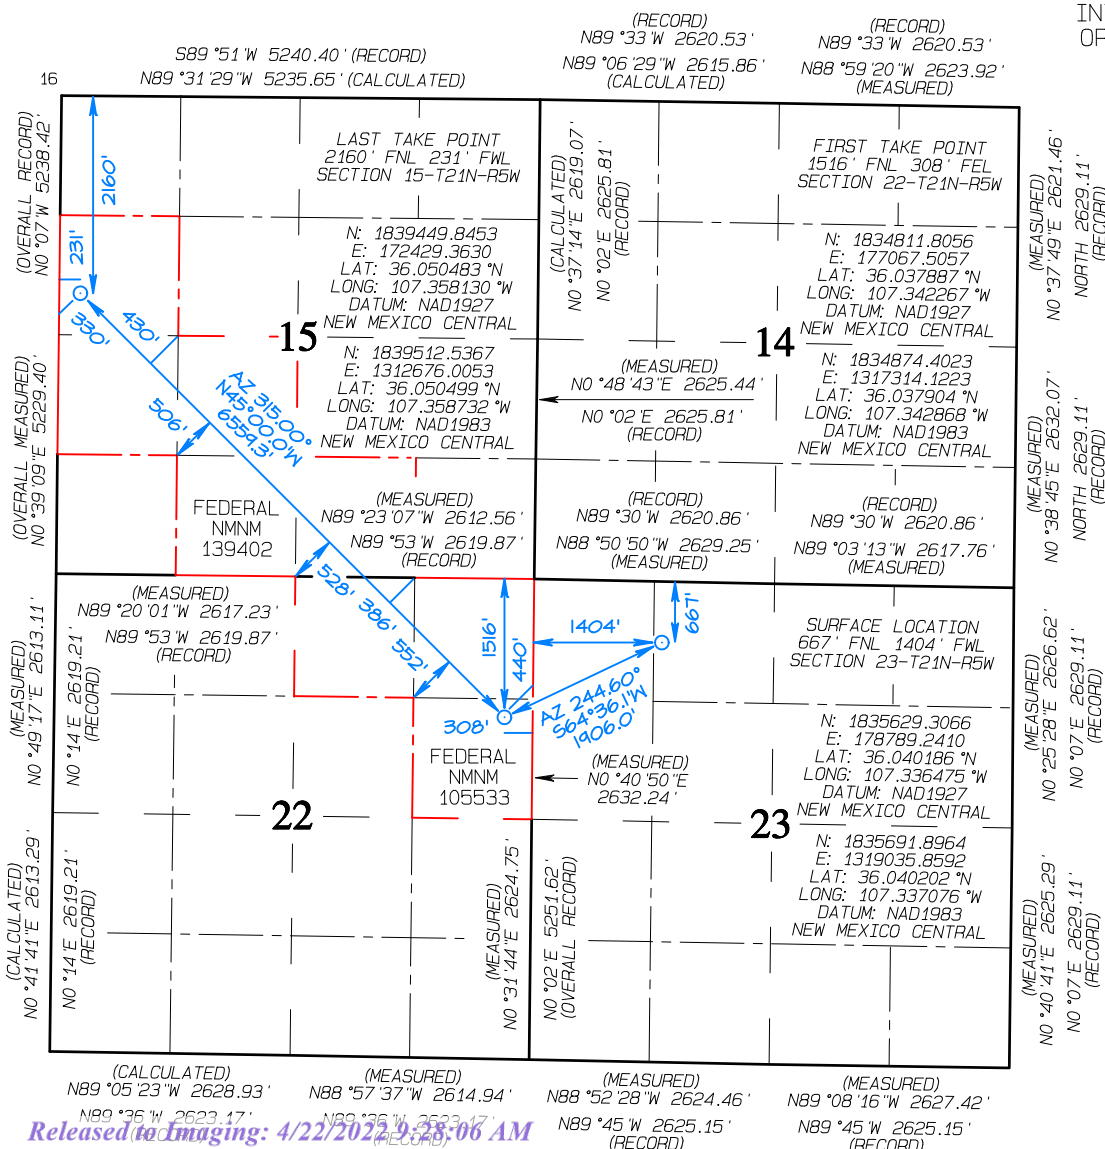 IN
OF
S89°51'W 5240.40' (RECORD)
N89°31'29"W 5235.65' (CALCULATED)
(RECORD)
N89°33'W 2620.53'
N89°06'29"W 2615.86'
(CALCULATED)
(RECORD)
N89°33'W 2620.53'
N88°59'20"W 2623.92'
(MEASURED)
16
(OVERALL RECORD)
N0°07'W 5238.42'
2160'
231'
330'
430'
LAST TAKE POINT
2160' FNL 231' FWL
SECTION 15-T21N-R5W
N: 1839449.8453
E: 172429.3630
LAT: 36.050483°N
LONG: 107.358130°W
DATUM: NAD1927
NEW MEXICO CENTRAL
15
N: 1839512.5367
E: 1312676.0053
LAT: 36.050499°N
LONG: 107.358732°W
DATUM: NAD1983
NEW MEXICO CENTRAL
(CALCULATED)
N0°37'14"E 2619.07'
N0°02'E 2625.81'
(RECORD)
FIRST TAKE POINT
1516' FNL 308' FEL
SECTION 22-T21N-R5W
N: 1834811.8056
E: 177067.5057
LAT: 36.037887°N
LONG: 107.342267°W
DATUM: NAD1927
NEW MEXICO CENTRAL
14
N: 1834874.4023
E: 1317314.1223
LAT: 36.037904°N
LONG: 107.342868°W
DATUM: NAD1983
NEW MEXICO CENTRAL
(MEASURED)
N0°37'49"E 2621.46'
NORTH 2629.11'
(RECORD)
(MEASURED)
N0°48'43"E 2625.44'
N0°02'E 2625.81'
(RECORD)
(OVERALL MEASURED)
N0°39'09"E 5229.40'
506'
AZ 315.00°
N45°00.0'W
6559.3'
(MEASURED)
N0°38'45"E 2632.07'
NORTH 2629.11'
(RECORD)
FEDERAL
NMNM
139402
(MEASURED)
N89°23'07"W 2612.56'
N89°53'W 2619.87'
(RECORD)
(RECORD)
N89°30'W 2620.86'
N88°50'50"W 2629.25'
(MEASURED)
(RECORD)
N89°30'W 2620.86'
N89°03'13"W 2617.76'
(MEASURED)
(MEASURED)
N89°20'01"W 2617.23'
N89°53'W 2619.87'
(RECORD)
528'
386'
552'
1516'
440'
1404'
667'
308'
AZ 244.60°
S64°36.1'W
1906.0'
SURFACE LOCATION
667' FNL 1404' FWL
SECTION 23-T21N-R5W
(MEASURED)
N0°49'17"E 2613.11'
N0°14'E 2619.21'
(RECORD)
FEDERAL
NMNM
105533
(MEASURED)
N0°40'50"E
2632.24'
N: 1835629.3066
E: 178789.2410
LAT: 36.040186°N
LONG: 107.336475°W
DATUM: NAD1927
NEW MEXICO CENTRAL
(MEASURED)
N0°25'28"E 2626.62'
N0°07'E 2629.11'
(RECORD)
22
23
N: 1835691.8964
E: 1319035.8592
LAT: 36.040202°N
LONG: 107.337076°W
DATUM: NAD1983
NEW MEXICO CENTRAL
(CALCULATED)
N0°41'41"E 2613.29'
N0°14'E 2619.21'
(RECORD)
(MEASURED)
N0°31'44"E 2624.75'
N0°02'E 5251.62'
(OVERALL RECORD)
(MEASURED)
N0°40'41"E 2625.29'
N0°07'E 2629.11'
(RECORD)
(CALCULATED)
N89°05'23"W 2628.93'
N89°36'W 2623.17'
(RECORD)
(MEASURED)
N88°57'37"W 2614.94'
N89°36'W 2623.17'
(RECORD)
(MEASURED)
N88°52'28"W 2624.46'
N89°45'W 2625.15'
(RECORD)
(MEASURED)
N89°08'16"W 2627.42'
N89°45'W 2625.15'
(RECORD)
Released to Imaging: 4/22/2022 9:28:06 AM